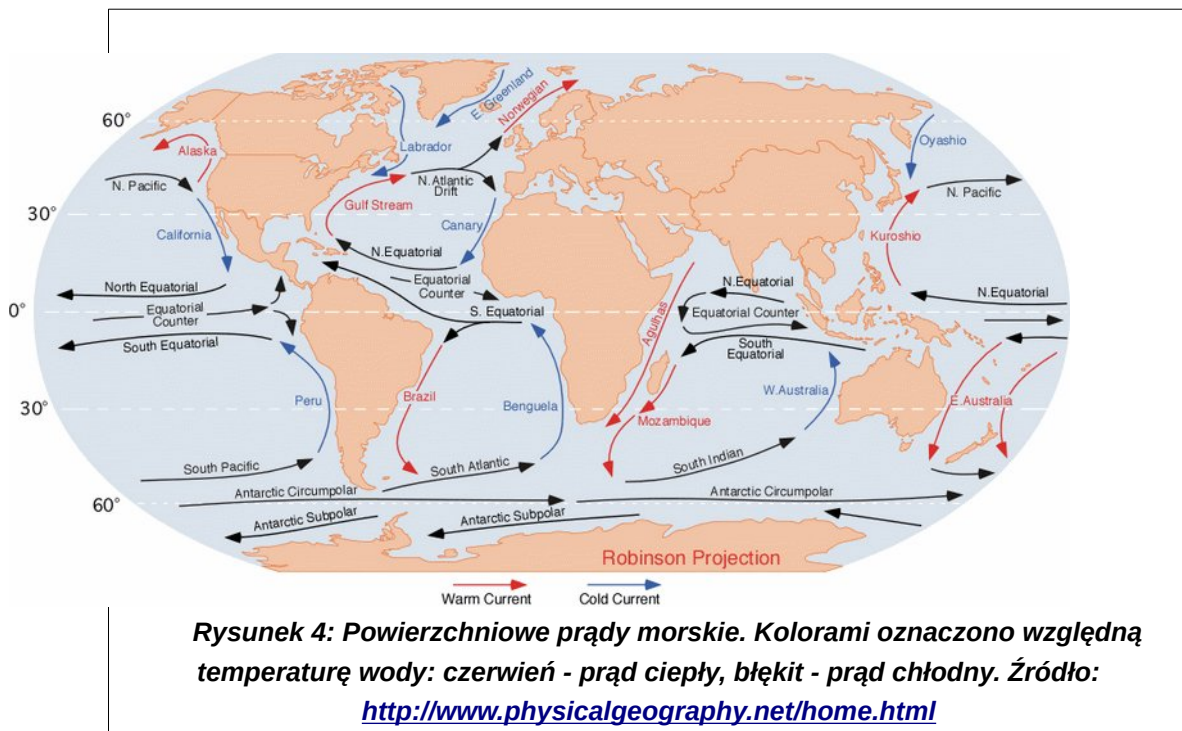 E. Greenland
Norwegian
60°
Alaska
Labrador
Oyashio
N. Pacific
N. Atlantic
Drift
N. Pacific
30°
Gulf Stream
California
Canary
Kuroshio
N.Equatorial
North Equatorial
Equatorial
Counter
N.Equatorial
N.Equatorial
0°
Equatorial
Counter
S. Equatorial
Equatorial Counter
South Equatorial
Agulhas
South
Equatorial
Peru
Brazil
Benguela
W.Australia
E.Australia
30°
Mozambique
South Pacific
South Atlantic
South Indian
60°
Antarctic Circumpolar
Antarctic Circumpolar
Antarctic Subpolar
Antarctic Subpolar
Robinson Projection
Warm Current
Cold Current
Rysunek 4: Powierzchniowe prądy morskie. Kolorami oznaczono względną
temperaturę wody: czerwień - prąd ciepły, błękit - prąd chłodny. Źródło:
http://www.physicalgeography.net/home.html